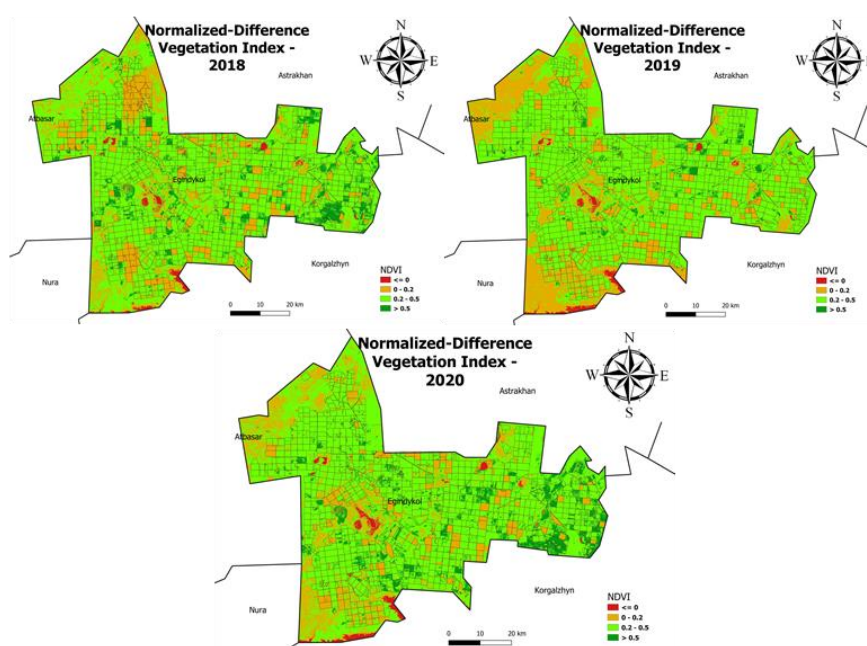 Normalized-Difference
Vegetation Index -
2018
N
W E
S
Astrakhan
Atbasar
Egindykol
Korgalzhyn
Nura
NDVI
<= 0
0 - 0.2
0.2 - 0.5
> 0.5
0 10 20 km
Normalized-Difference
Vegetation Index -
2019
N
W E
S
Astrakhan
Atbasar
Egindykol
Korgalzhyn
Nura
NDVI
<= 0
0 - 0.2
0.2 - 0.5
> 0.5
0 10 20 km
Normalized-Difference
Vegetation Index -
2020
N
W E
S
Astrakhan
Atbasar
Egindykol
Korgalzhyn
Nura
NDVI
<= 0
0 - 0.2
0.2 - 0.5
> 0.5
0 10 20 km